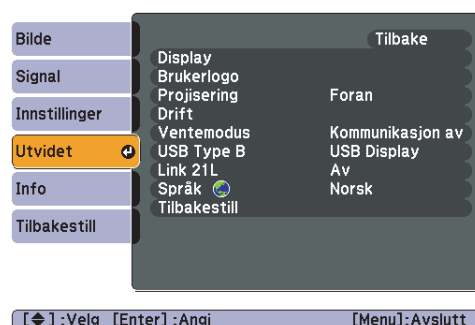 Bilde
Signal
Innstillinger
Utvidet
Info
Tilbakestill
Tilbake
Display
Brukerlogo
Projisering Foran
Drift
Ventemodus Kommunikasjon av
USB Type B USB Display
Link 21L Av
Språk Norsk
Tilbakestill
[◆]:Velg [Enter]:Angi [Menu]:Avslutt